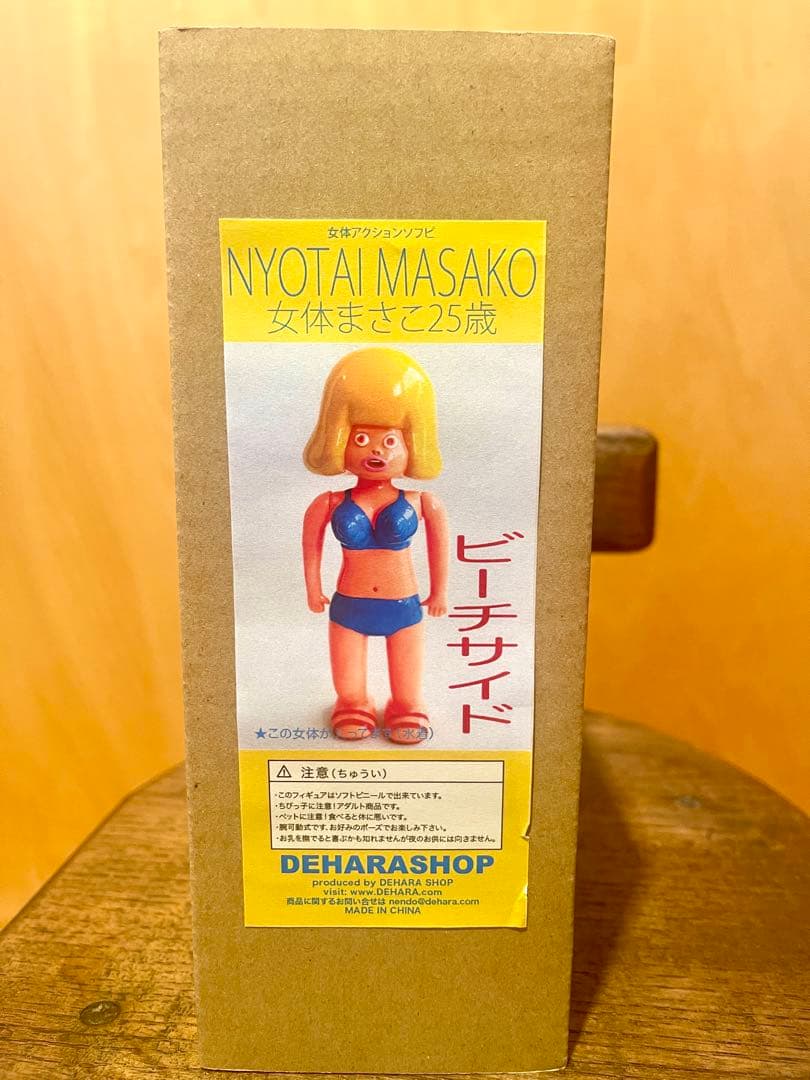 女体アクションソフビ
NYOTAI MASAKO
女体まさこ25歳
ビーチサイド
★この女体が入ってます(水着)
⚠ 注意(ちゅうい)
・このフィギュアはソフトビニールで出来ています。
・ちびっ子に注意!アダルト商品です。
・ペットに注意!食べると体に悪いです。
・腕可動式です、お好みのポーズでお楽しみ下さい。
・お乳を撫でると喜ぶかも知れませんが夜のお供には向きません。
DEHARASHOP
produced by DEHARA SHOP
visit: www.DEHARA.com
商品に関するお問い合せは nendo@dehara.com
MADE IN CHINA